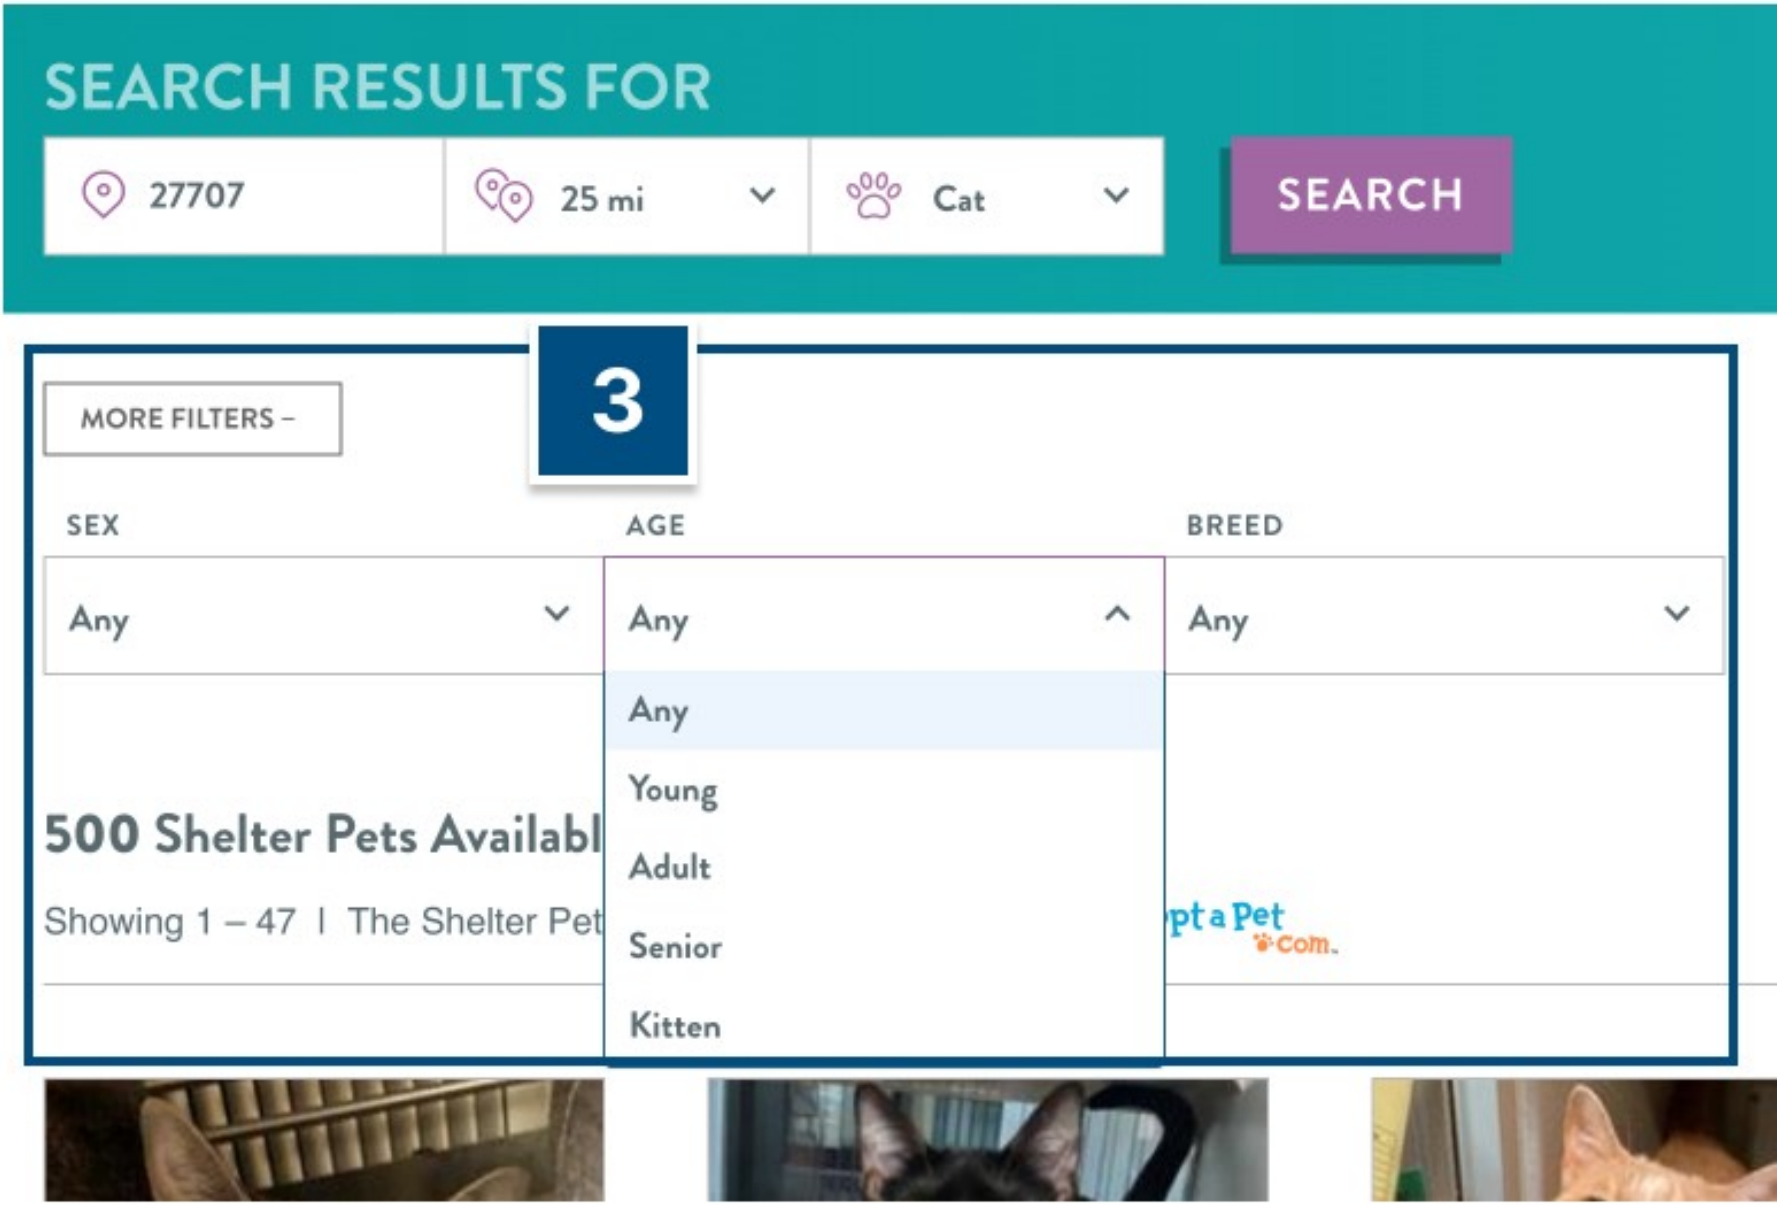 SEARCH RESULTS FOR
27707
25 mi
Cat
SEARCH
3
MORE FILTERS –
SEX
AGE
BREED
Any
Any
Any
Any
Young
Adult
Senior
Kitten
500 Shelter Pets Availabl
Showing 1 – 47 | The Shelter Pet
pt a Pet
com